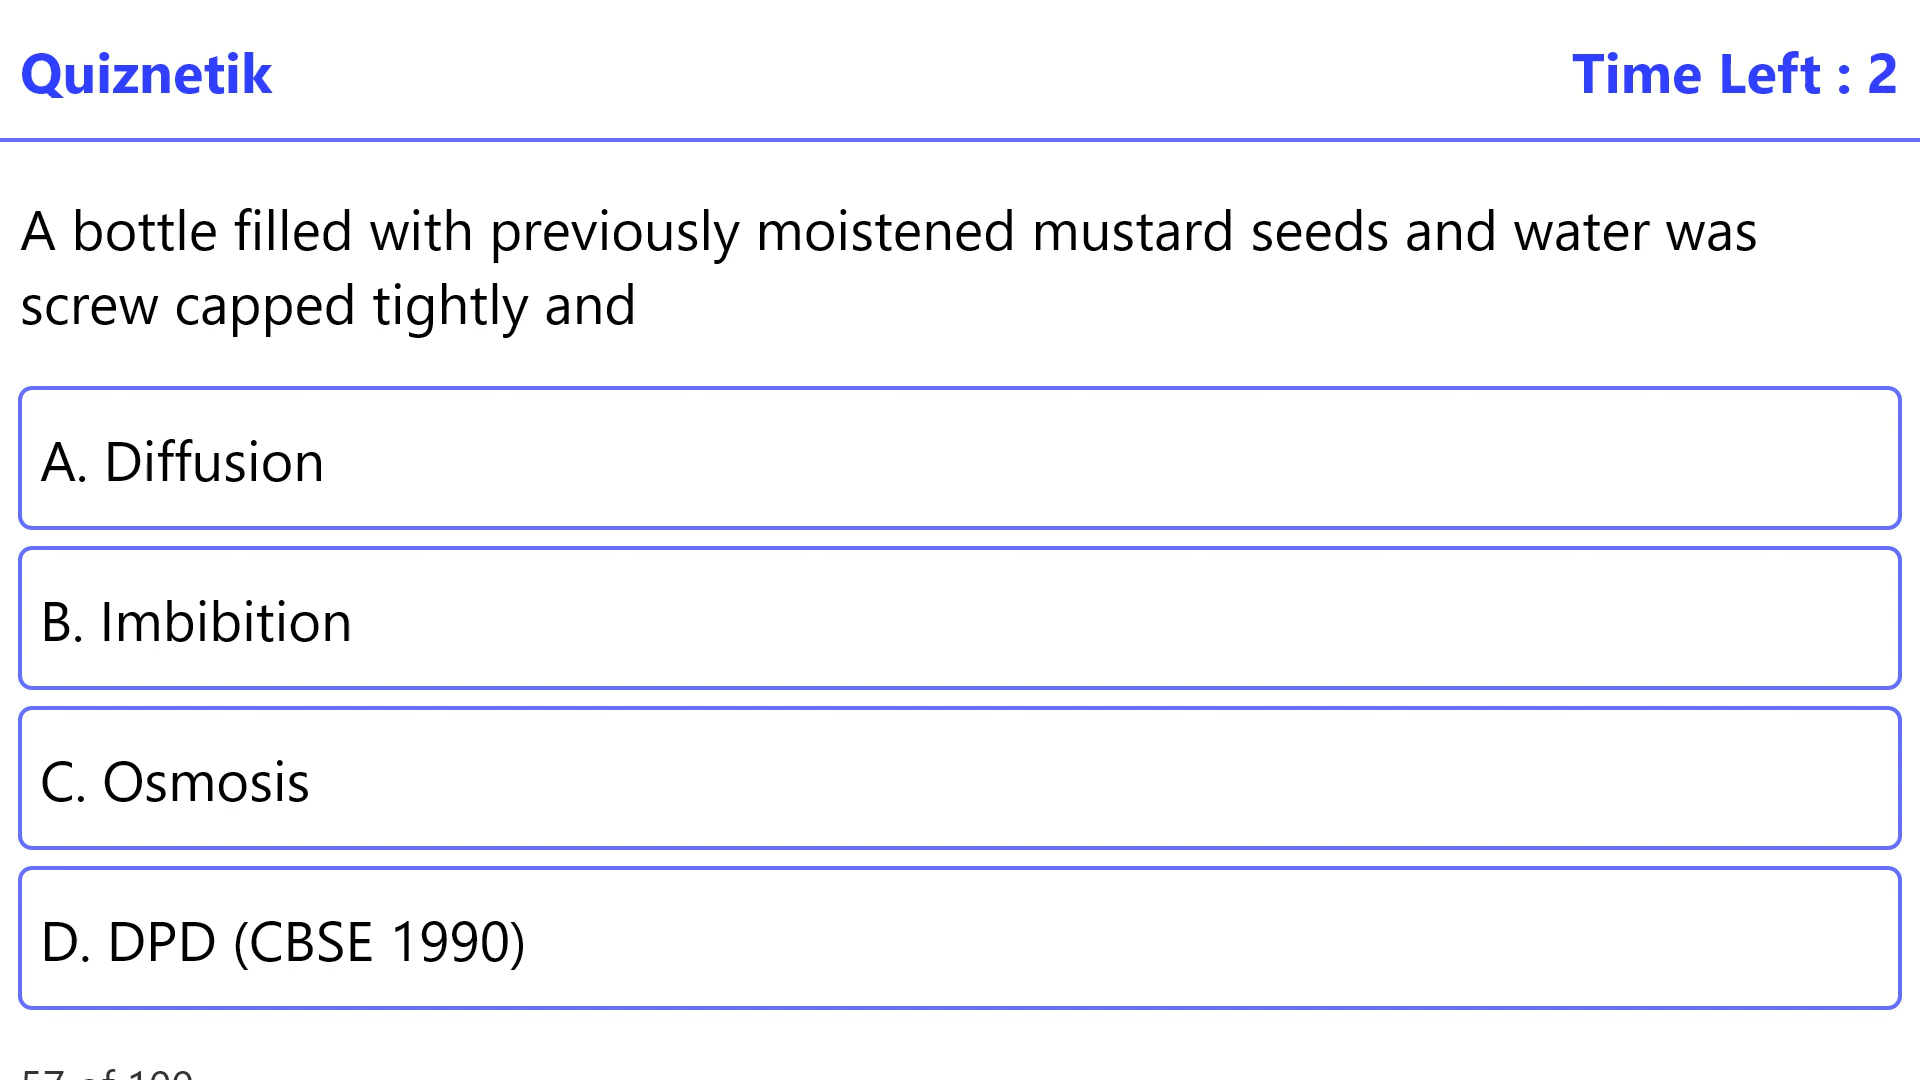 Quiznetik
Time Left : 2
A bottle filled with previously moistened mustard seeds and water was
screw capped tightly and
A. Diffusion
B. Imbibition
C. Osmosis
D. DPD (CBSE 1990)
57 of 100